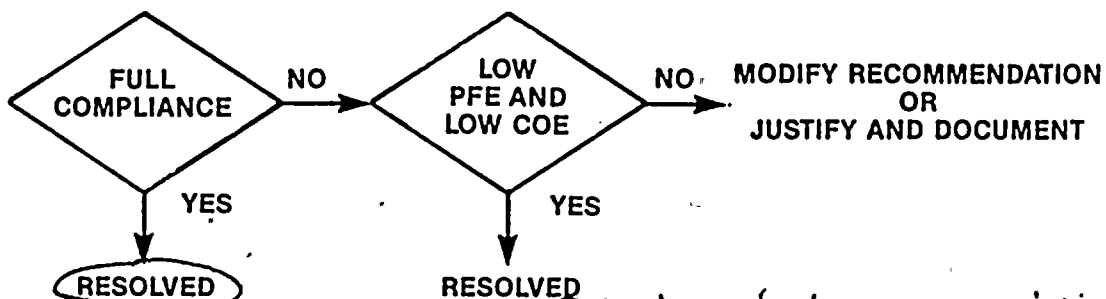 FULL
COMPLIANCE
NO
LOW
PFE AND
LOW COE
NO
MODIFY RECOMMENDATION
OR
JUSTIFY AND DOCUMENT
YES
YES
RESOLVED
RESOLVED